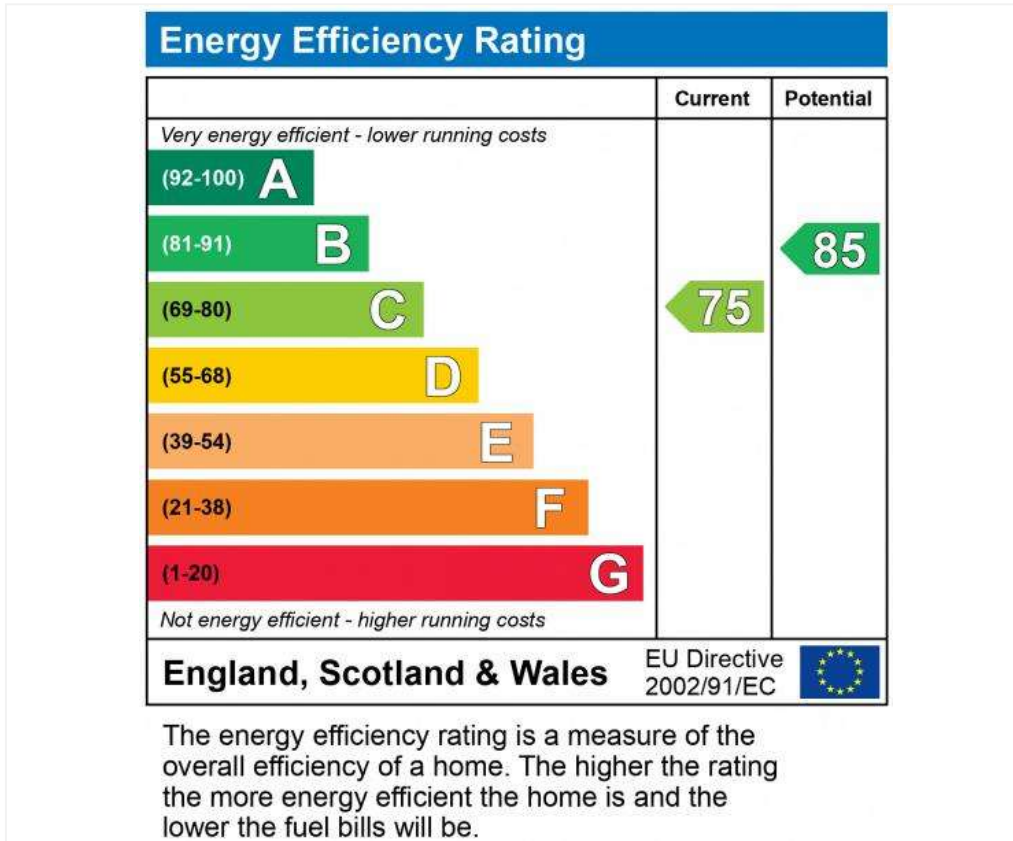 Energy Efficiency Rating
Current Potential
Very energy efficient - lower running costs
(92-100) A
(81-91) B
85
(69-80) C
75
(55-68) D
(39-54) E
(21-38) F
(1-20) G
Not energy efficient - higher running costs
England, Scotland & Wales
EU Directive
2002/91/EC
The energy efficiency rating is a measure of the
overall efficiency of a home. The higher the rating
the more energy efficient the home is and the
lower the fuel bills will be.